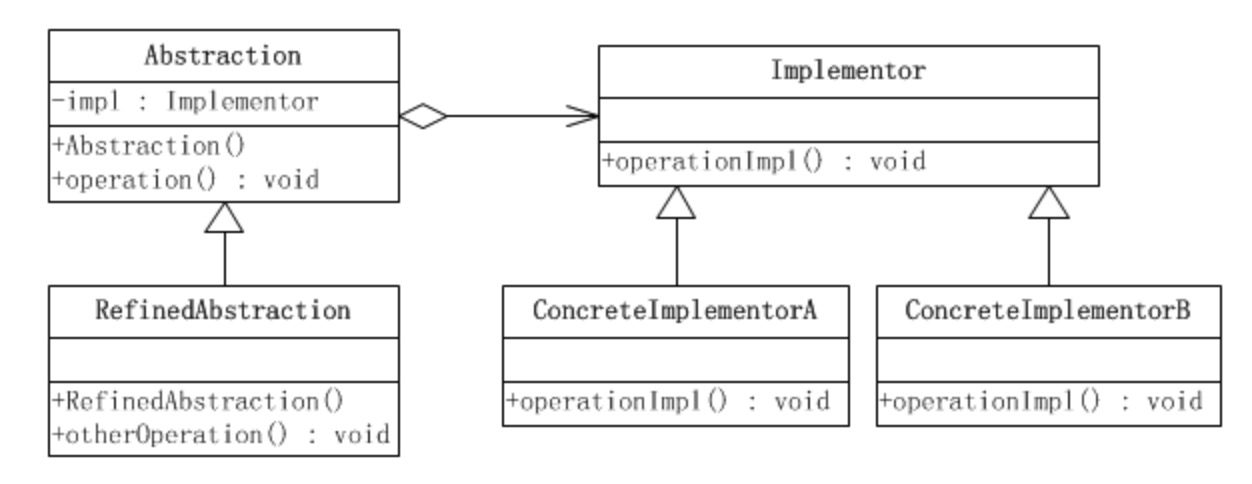 Abstraction
-impl : Implementor
+Abstraction()
+operation() : void
Implementor
+operationImpl() : void
RefinedAbstraction
+RefinedAbstraction()
+otherOperation() : void
ConcreteImplementorA
+operationImpl() : void
ConcreteImplementorB
+operationImpl() : void